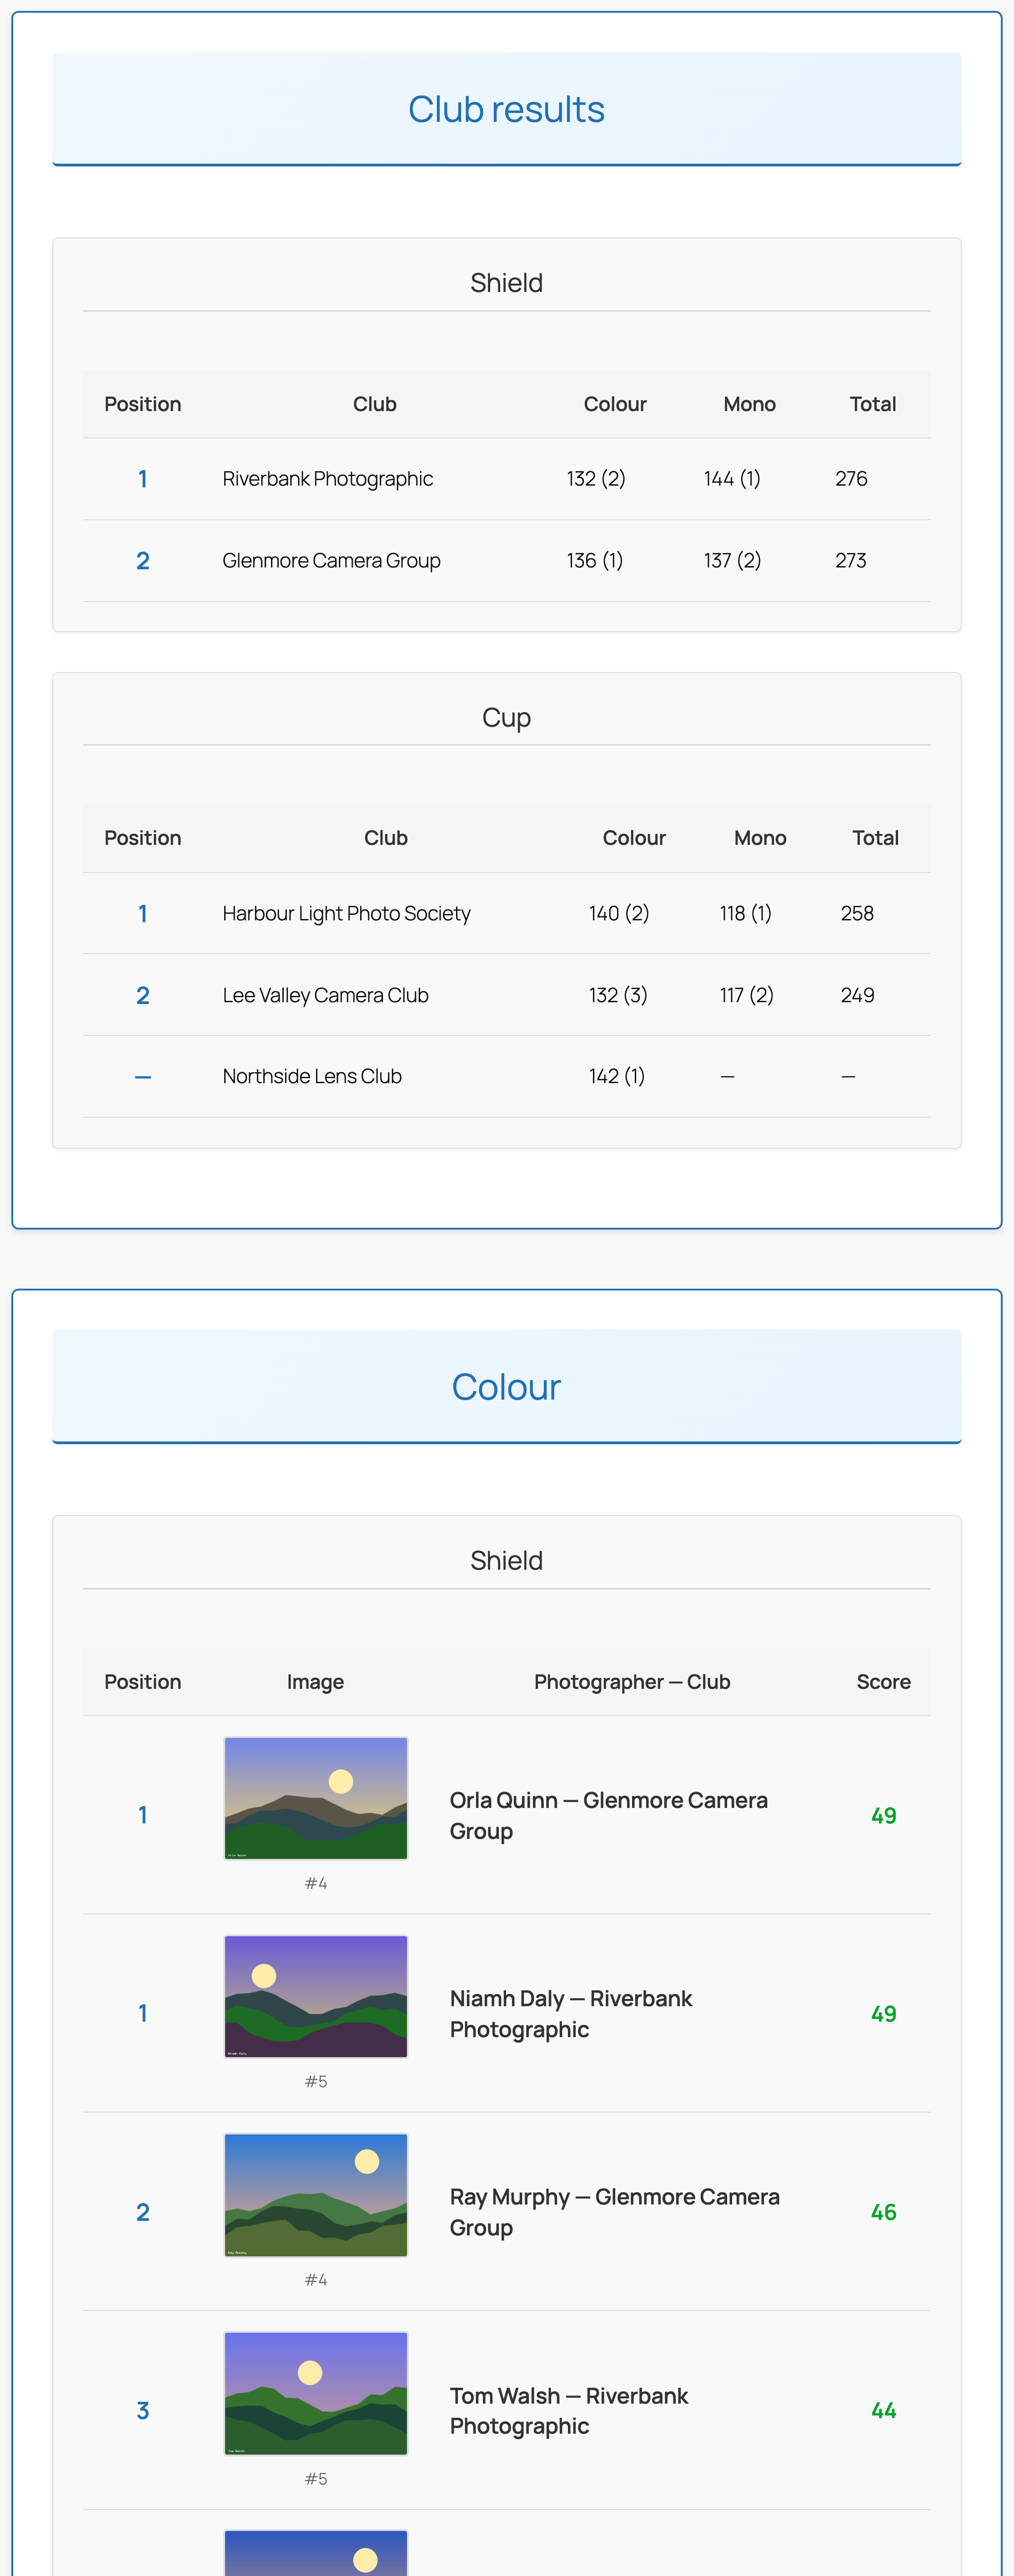 Club results
Shield
Position Club Colour Mono Total
1 Riverbank Photographic 132 (2) 144 (1) 276
2 Glenmore Camera Group 136 (1) 137 (2) 273
Cup
Position Club Colour Mono Total
1 Harbour Light Photo Society 140 (2) 118 (1) 258
2 Lee Valley Camera Club 132 (3) 117 (2) 249
— Northside Lens Club 142 (1) — —
Colour
Shield
Position Image Photographer — Club Score
1 Orla Quinn — Glenmore Camera
Group 49
#4
1 Niamh Daly — Riverbank
Photographic 49
#5
2 Ray Murphy — Glenmore Camera
Group 46
#4
3 Tom Walsh — Riverbank
Photographic 44
#5